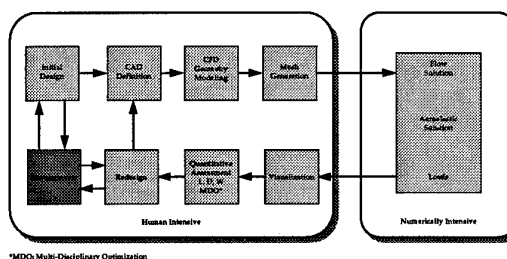 Initial
Design
CAD
Definition
CFD
Geometry
Modeling
Mesh
Generation
Flow
Solution
Aeroelastic
Solution
Loads
Redesign
Quantitative
Assessment
L, D, W
MDO*
Visualization
Human Intensive
Numerically Intensive
*MDO: Multi-Disciplinary Optimization